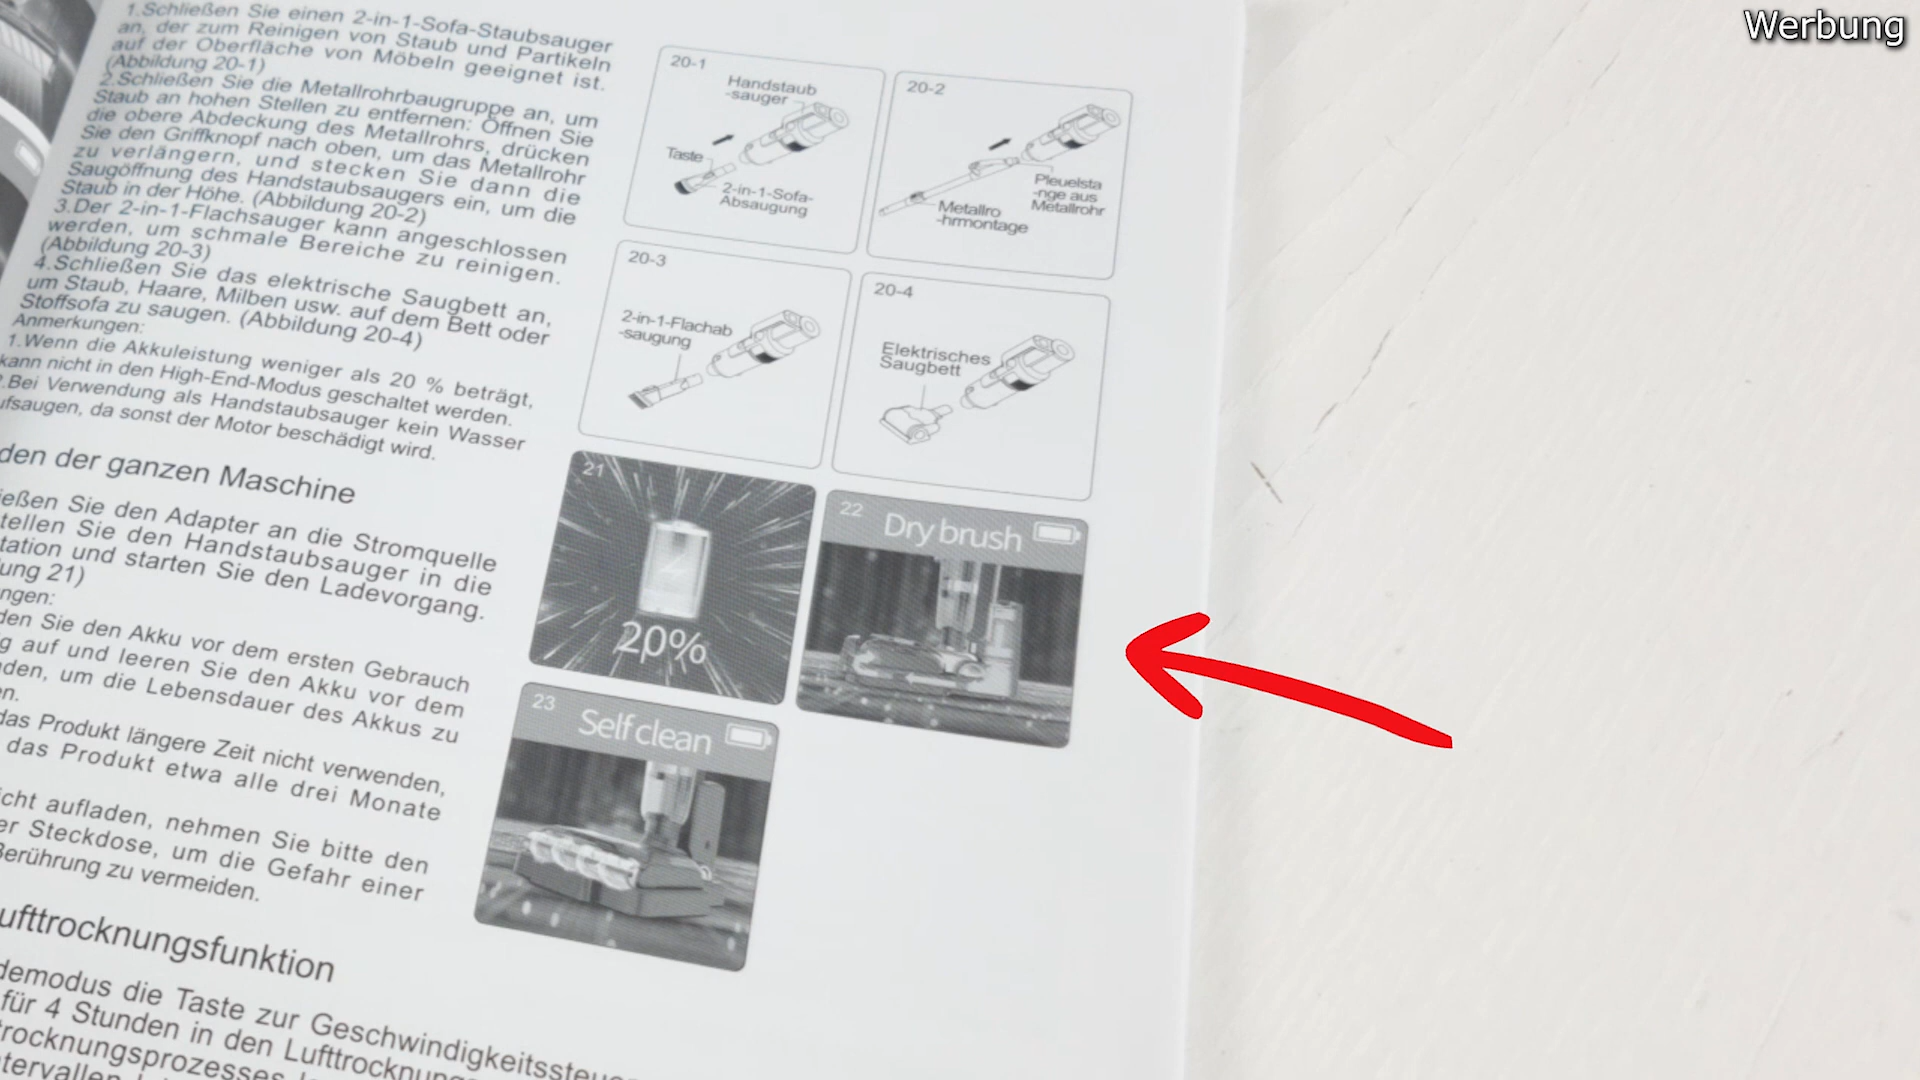 Werbung
1.Schließen Sie einen 2-in-1-Sofa-Staubsauger
an, der zum Reinigen von Staub und Partikeln
auf der Oberfläche von Möbeln geeignet ist.
(Abbildung 20-1)
2.Schließen Sie die Metallrohrbaugruppe an, um
Staub an hohen Stellen zu entfernen: Öffnen Sie
die obere Abdeckung des Metallrohrs, drücken
Sie den Griffknopf nach oben, um das Metallrohr
zu verlängern, und stecken Sie dann die
Saugöffnung des Handstaubsaugers ein, um die
Staub in der Höhe. (Abbildung 20-2)
3.Der 2-in-1-Flachsauger kann angeschlossen
werden, um schmale Bereiche zu reinigen.
(Abbildung 20-3)
4.Schließen Sie das elektrische Saugbett an,
um Staub, Haare, Milben usw. auf dem Bett oder
Stoffsofa zu saugen. (Abbildung 20-4)
Anmerkungen:
1.Wenn die Akkuleistung weniger als 20 % beträgt,
kann nicht in den High-End-Modus geschaltet werden.
.Bei Verwendung als Handstaubsauger kein Wasser
ufsaugen, da sonst der Motor beschädigt wird.
den der ganzen Maschine
ießen Sie den Adapter an die Stromquelle
tellen Sie den Handstaubsauger in die
tation und starten Sie den Ladevorgang.
ung 21)
ngen:
den Sie den Akku vor dem ersten Gebrauch
ig auf und leeren Sie den Akku vor dem
den, um die Lebensdauer des Akkus zu
n.
das Produkt längere Zeit nicht verwenden,
das Produkt etwa alle drei Monate
icht aufladen, nehmen Sie bitte den
er Steckdose, um die Gefahr einer
Berührung zu vermeiden.
ufttrocknungsfunktion
demodus die Taste zur Geschwindigkeitssteue
für 4 Stunden in den Lufttrocknung
trocknungsprozesses
tervallen
20-1
Handstaub
-sauger
Taste
2-in-1-Sofa-
Absaugung
20-2
Pleuelsta
-nge aus
Metallrohr
Metallro
-hrmontage
20-3
2-in-1-Flachab
-saugung
20-4
Elektrisches
Saugbett
21
20%
22
Dry brush
23
Self clean